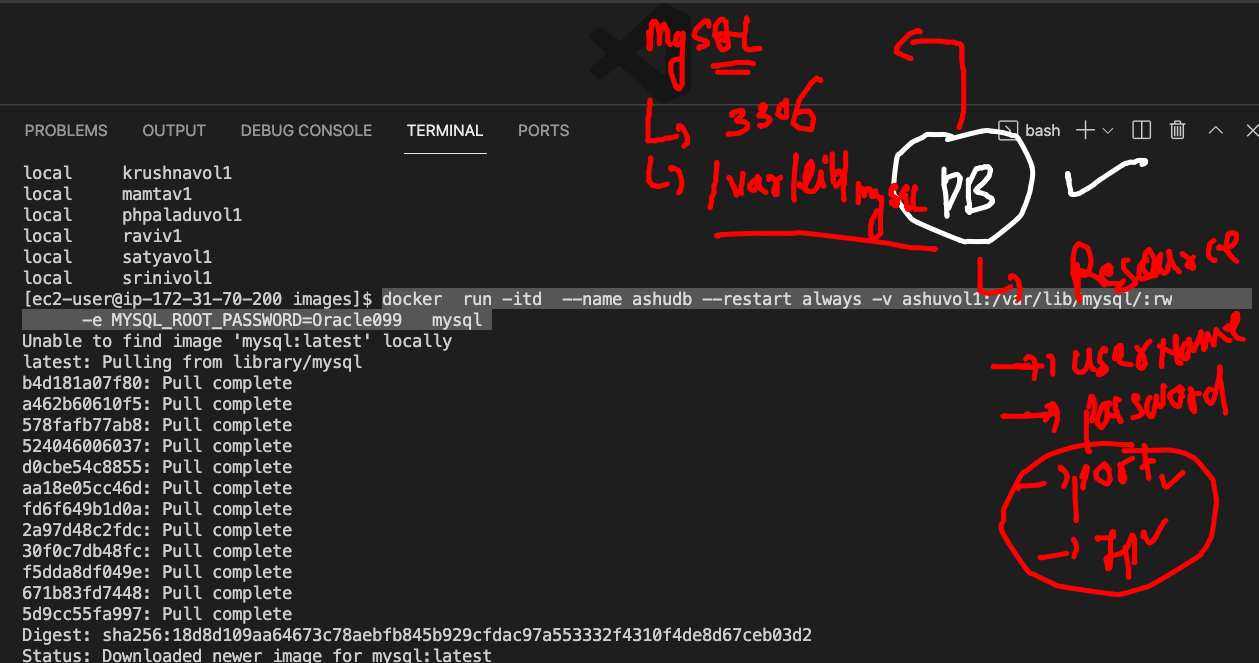 MySQL
3306
/var/lib/mysql
DB
PROBLEMS OUTPUT DEBUG CONSOLE TERMINAL PORTS bash
local krushnavol1
local mamtav1
local phpaladuvol1
local raviv1
local satyavol1
local srinivol1
[ec2-user@ip-172-31-70-200 images]$ docker  run -itd  --name ashudb --restart always -v ashuvol1:/var/lib/mysql/:rw
-e MYSQL_ROOT_PASSWORD=Oracle099   mysql
Unable to find image 'mysql:latest' locally
latest: Pulling from library/mysql
b4d181a07f80: Pull complete
a462b60610f5: Pull complete
578fafb77ab8: Pull complete
524046006037: Pull complete
d0cbe54c8855: Pull complete
aa18e05cc46d: Pull complete
fd6f649b1d0a: Pull complete
2a97d48c2fdc: Pull complete
30f0c7db48fc: Pull complete
f5dda8df049e: Pull complete
671b83fd7448: Pull complete
5d9cc55fa997: Pull complete
Digest: sha256:18d8d109aa64673c78aebfb845b929cfdac97a553332f4310f4de8d67ceb03d2
Status: Downloaded newer image for mysql:latest
Resource
username
password
port
IP